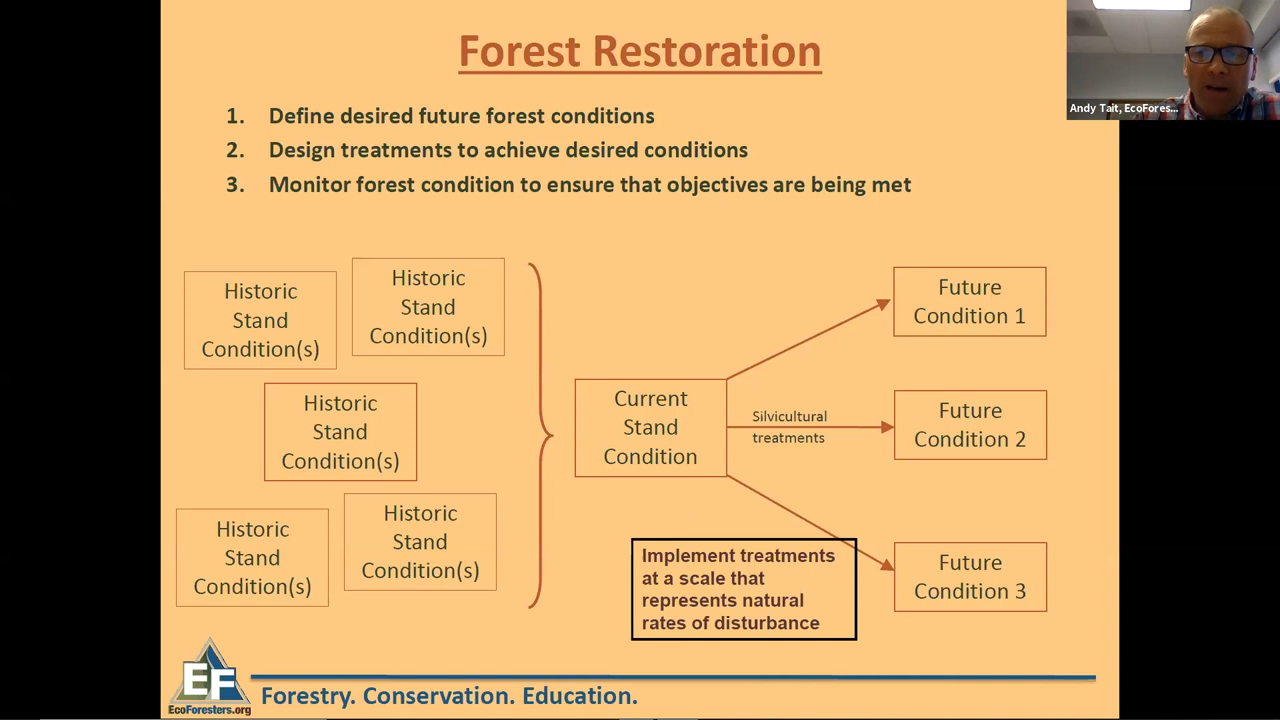 Forest Restoration
Andy Tait, EcoFores...
1. Define desired future forest conditions
2. Design treatments to achieve desired conditions
3. Monitor forest condition to ensure that objectives are being met
Historic
Stand
Condition(s)
Historic
Stand
Condition(s)
Historic
Stand
Condition(s)
Historic
Stand
Condition(s)
Historic
Stand
Condition(s)
Current
Stand
Condition
Silvicultural
treatments
Future
Condition 1
Future
Condition 2
Future
Condition 3
Implement treatments
at a scale that
represents natural
rates of disturbance
EF
EcoForesters.org
Forestry. Conservation. Education.